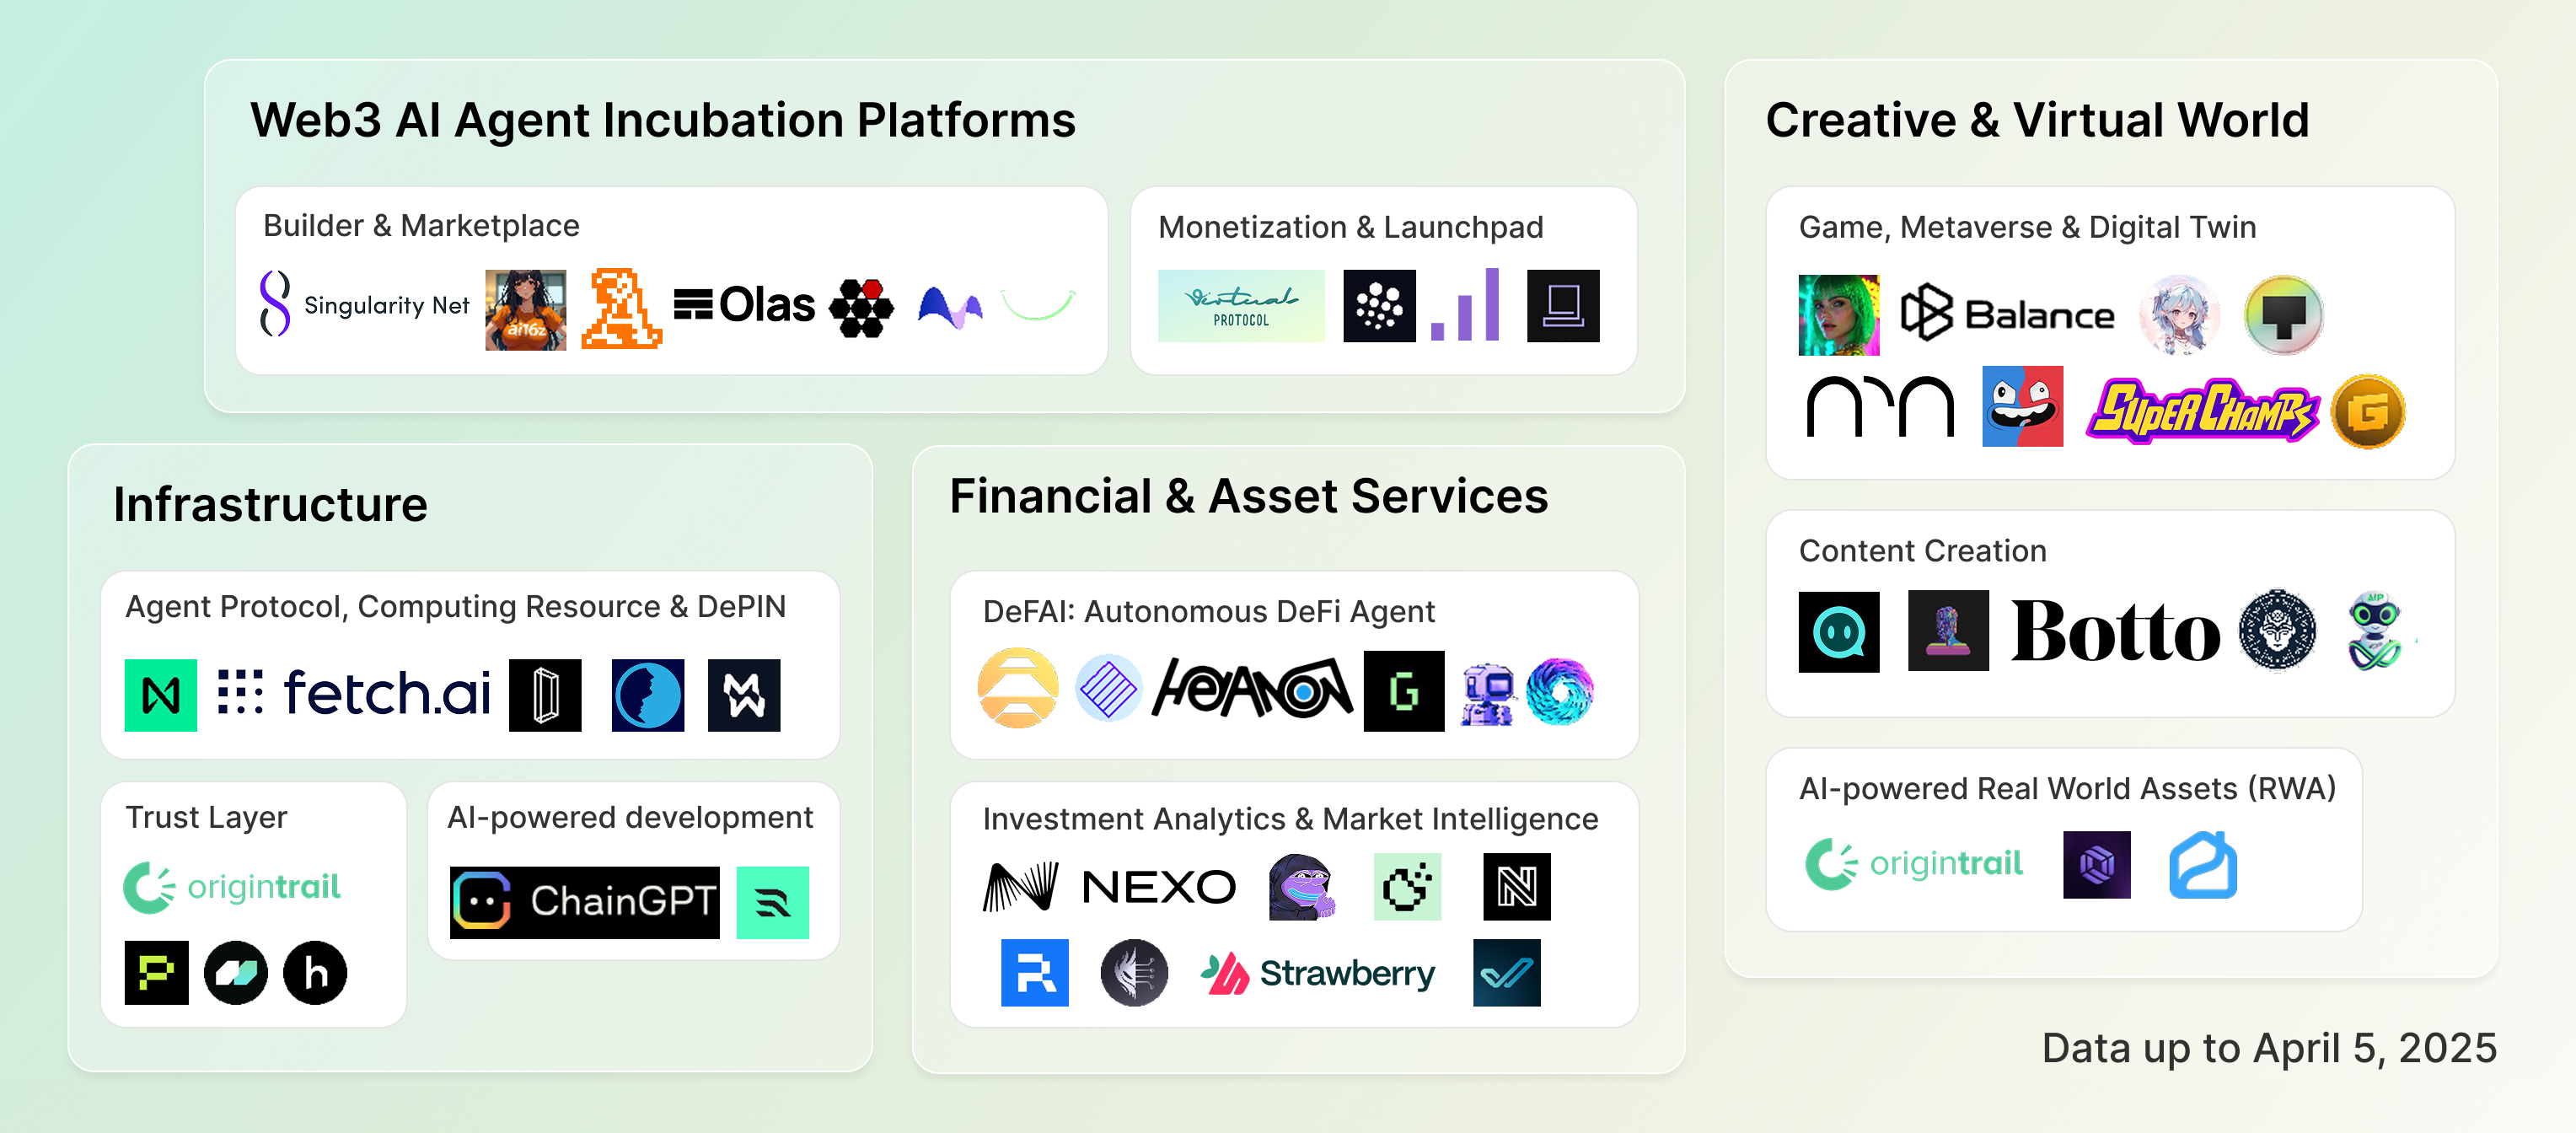 Web3 AI Agent Incubation Platforms
Builder & Marketplace
Singularity Net
ai16z
Olas
Monetization & Launchpad
Virtual
PROTOCOL
Creative & Virtual World
Game, Metaverse & Digital Twin
Balance
SUPER CHAMPS
G
Infrastructure
Agent Protocol, Computing Resource & DePIN
fetch.ai
Trust Layer
origintrail
P
h
AI-powered development
ChainGPT
Financial & Asset Services
DeFAI: Autonomous DeFi Agent
HeyANON
G
Investment Analytics & Market Intelligence
NEXO
N
R
Strawberry
Content Creation
Botto
AIP
AI-powered Real World Assets (RWA)
origintrail
Data up to April 5, 2025